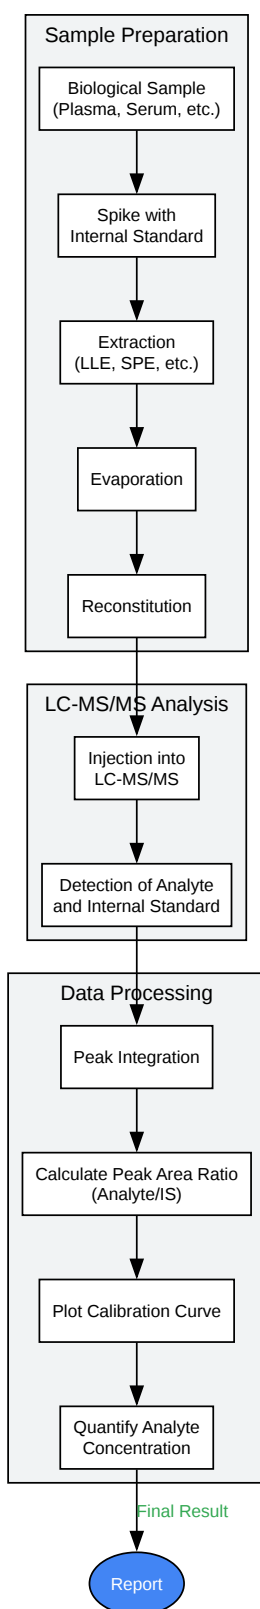 Sample Preparation
Biological Sample
(Plasma, Serum, etc.)
Spike with
Internal Standard
Extraction
(LLE, SPE, etc.)
Evaporation
Reconstitution
LC-MS/MS Analysis
Injection into
LC-MS/MS
Detection of Analyte
and Internal Standard
Data Processing
Peak Integration
Calculate Peak Area Ratio
(Analyte/IS)
Plot Calibration Curve
Quantify Analyte
Concentration
Final Result
Report